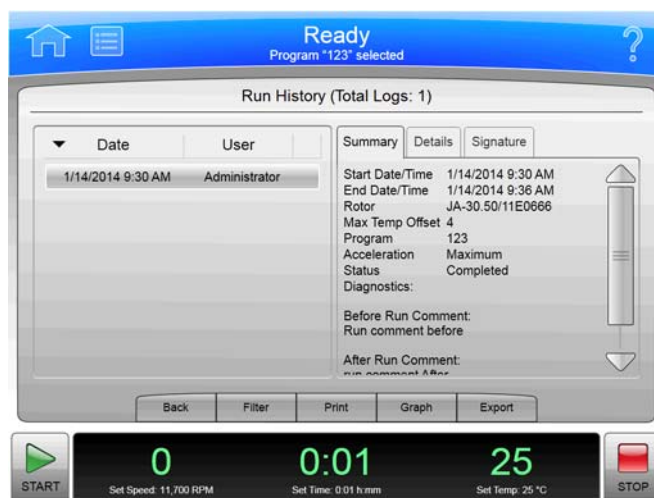 Ready
Program "123" selected
Run History (Total Logs: 1)
Date User
1/14/2014 9:30 AM Administrator
Summary Details Signature
Start Date/Time 1/14/2014 9:30 AM
End Date/Time 1/14/2014 9:36 AM
Rotor JA-30.50/11E0666
Max Temp Offset 4
Program 123
Acceleration Maximum
Status Completed
Diagnostics:
Before Run Comment:
Run comment before
After Run Comment:
run comment After
Back Filter Print Graph Export
START
0
Set Speed: 11,700 RPM
0:01
Set Time: 0:01 h:mm
25
Set Temp: 25 °C
STOP